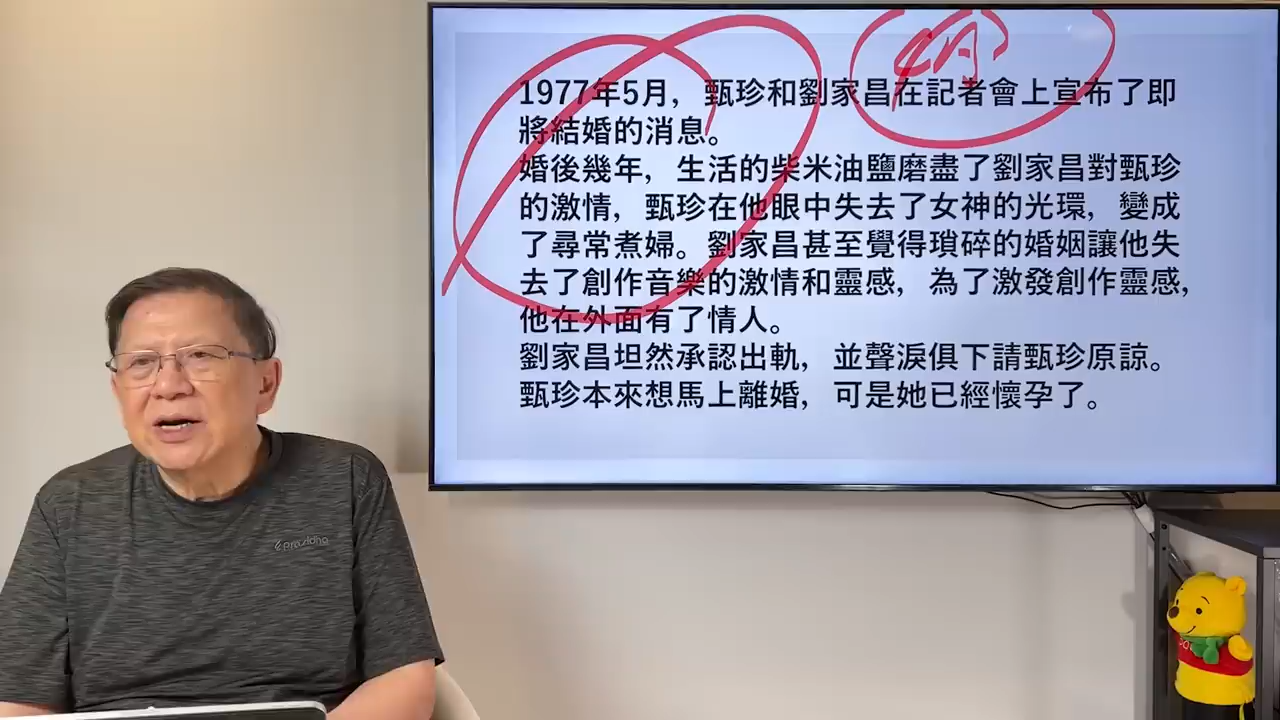 1977年5月，甄珍和劉家昌在記者會上宣布了即
將結婚的消息。
婚後幾年，生活的柴米油鹽磨盡了劉家昌對甄珍
的激情，甄珍在他眼中失去了女神的光環，變成
了尋常煮婦。劉家昌甚至覺得瑣碎的婚姻讓他失
去了創作音樂的激情和靈感，為了激發創作靈感，
他在外面有了情人。
劉家昌坦然承認出軌，並聲淚俱下請甄珍原諒。
甄珍本來想馬上離婚，可是她已經懷孕了。